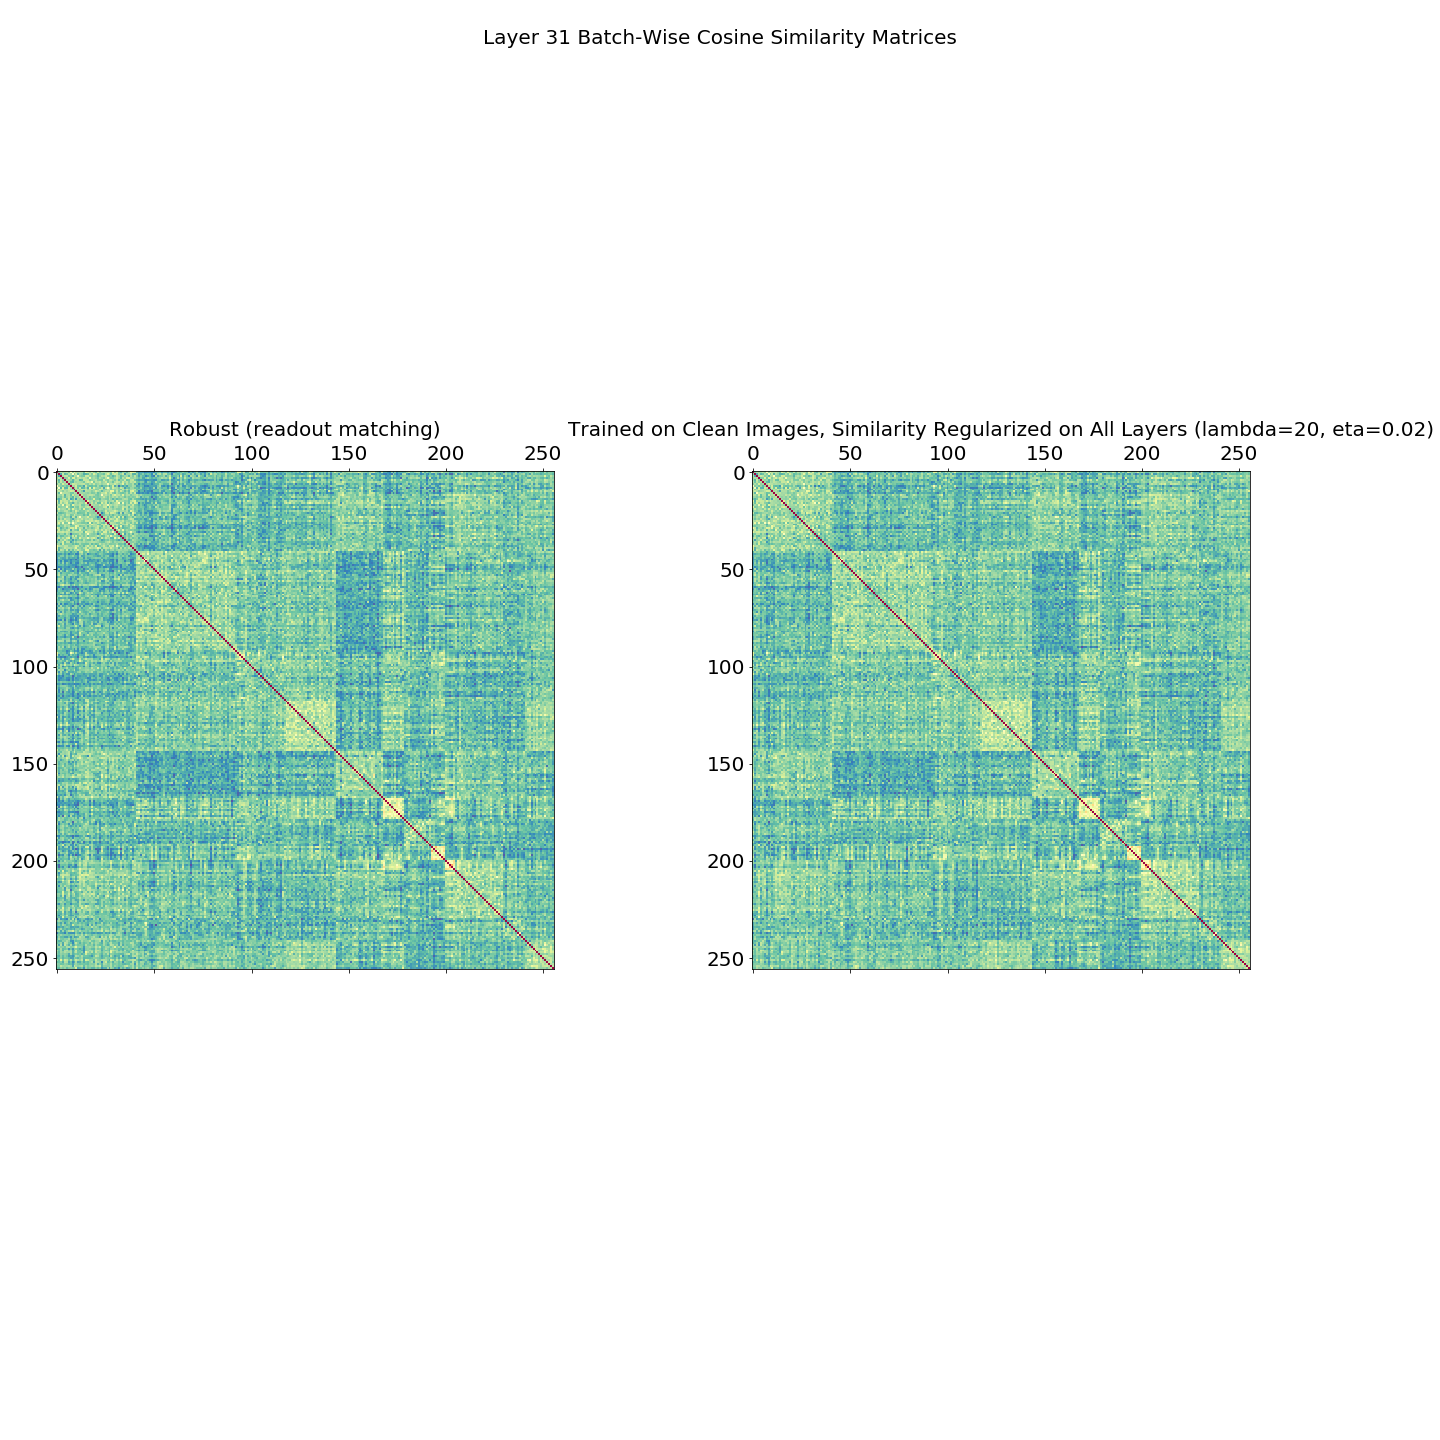 Layer 31 Batch-Wise Cosine Similarity Matrices
Robust (readout matching)
0 50 100 150 200 250
0
50
100
150
200
250
Trained on Clean Images, Similarity Regularized on All Layers (lambda=20, eta=0.02)
0 50 100 150 200 250
0
50
100
150
200
250